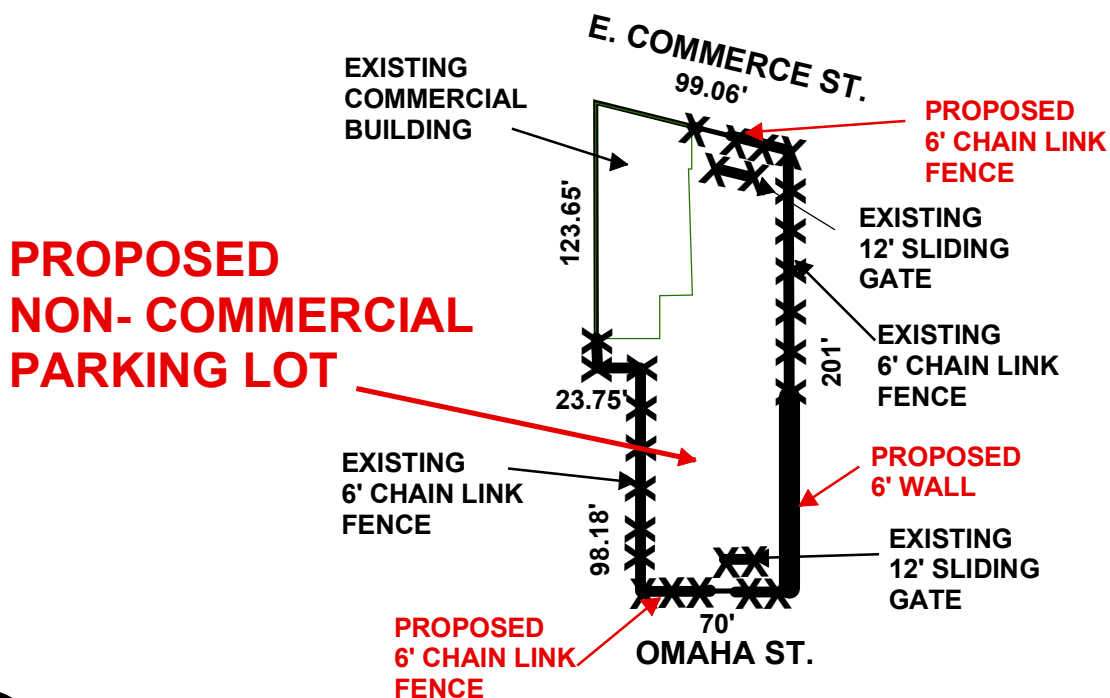 E. COMMERCE ST.
99.06'
EXISTING
COMMERCIAL
BUILDING
PROPOSED
6' CHAIN LINK
FENCE
123.65'
EXISTING
12' SLIDING
GATE
PROPOSED
NON- COMMERCIAL
PARKING LOT
EXISTING
6' CHAIN LINK
FENCE
201'
23.75'
EXISTING
6' CHAIN LINK
FENCE
PROPOSED
6' WALL
98.18'
EXISTING
12' SLIDING
GATE
70'
PROPOSED
6' CHAIN LINK
FENCE
OMAHA ST.